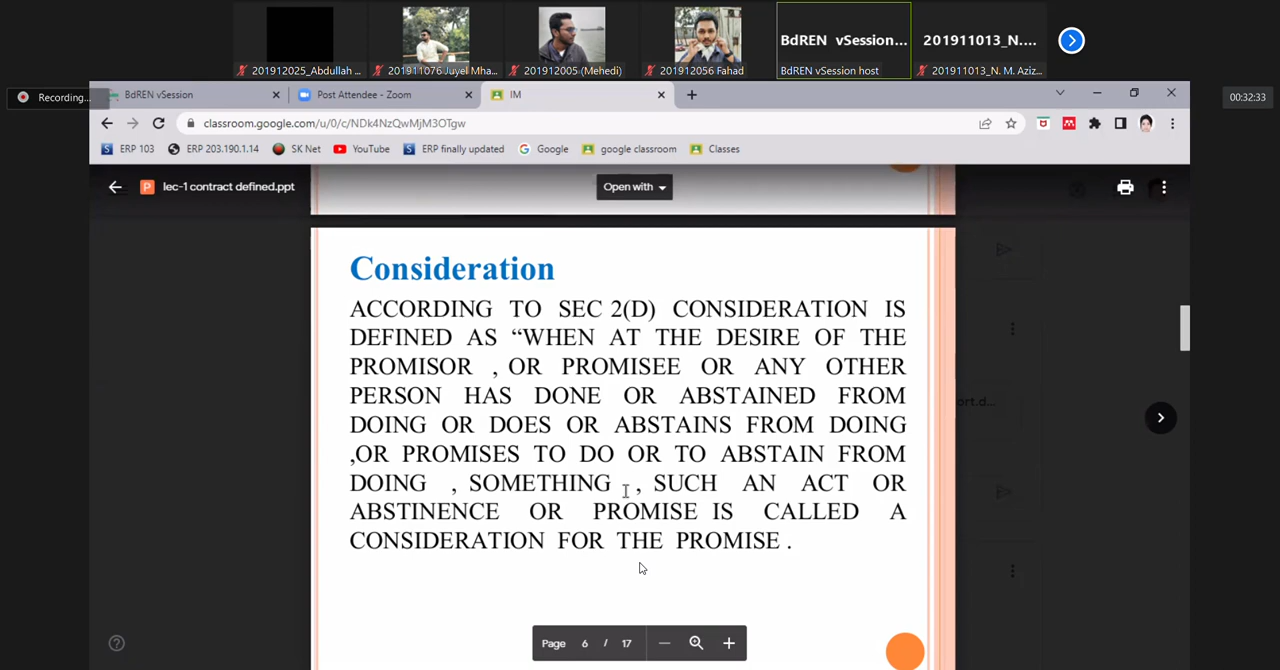 BdREN vSession...
201911013_N....
201912025_Abdullah ...
201911076 Juyel Mha...
201912005 (Mehedi)
201912056 Fahad
BdREN vSession host
201911013_N. M. Aziz...
Recording...
BdREN vSession
Post Attendee - Zoom
IM
00:32:33
classroom.google.com/u/0/c/NDk4NzQwMjM3OTgw
ERP 103
ERP 203.190.1.14
SK Net
YouTube
ERP finally updated
Google
google classroom
Classes
P
lec-1 contract defined.ppt
Open with
Consideration
ACCORDING TO SEC 2(D) CONSIDERATION IS
DEFINED AS “WHEN AT THE DESIRE OF THE
PROMISOR , OR PROMISEE OR ANY OTHER
PERSON HAS DONE OR ABSTAINED FROM
DOING OR DOES OR ABSTAINS FROM DOING
,OR PROMISES TO DO OR TO ABSTAIN FROM
DOING , SOMETHING , SUCH AN ACT OR
ABSTINENCE OR PROMISE IS CALLED A
CONSIDERATION FOR THE PROMISE .
ort.d...
Page 6 / 17